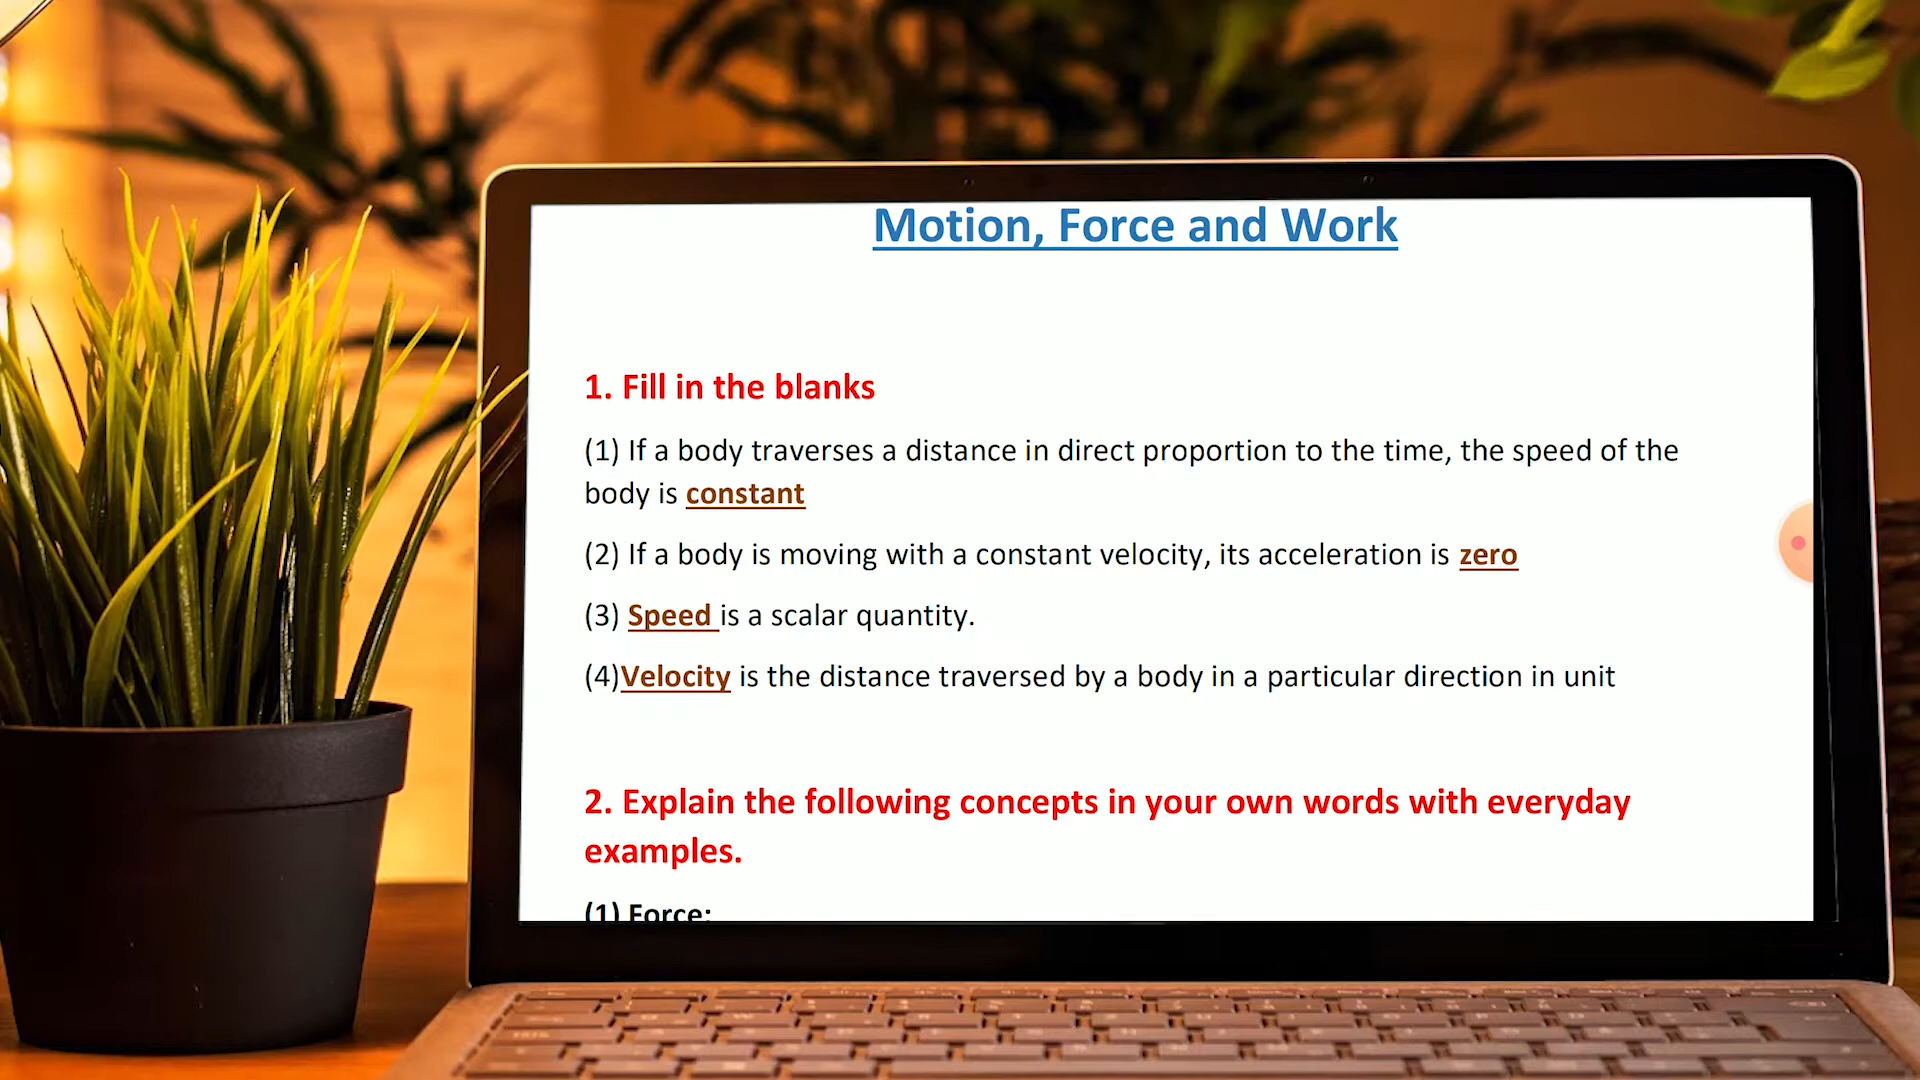 Motion, Force and Work
1. Fill in the blanks
(1) If a body traverses a distance in direct proportion to the time, the speed of the
body is constant
(2) If a body is moving with a constant velocity, its acceleration is zero
(3) Speed is a scalar quantity.
(4)Velocity is the distance traversed by a body in a particular direction in unit
2. Explain the following concepts in your own words with everyday
examples.
(1) Force: